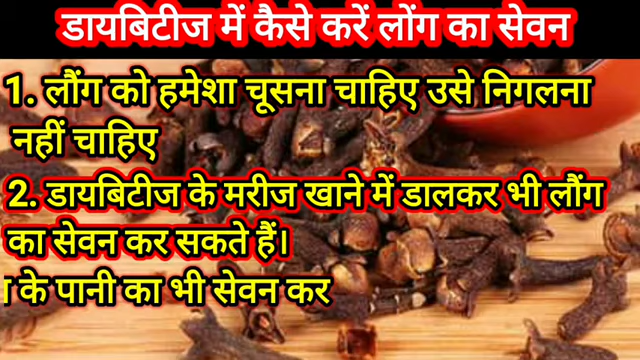 डायबिटीज में कैसे करें लोंग का सेवन
1. लौंग को हमेशा चूसना चाहिए उसे निगलना
नहीं चाहिए
2. डायबिटीज के मरीज खाने में डालकर भी लौंग
का सेवन कर सकते हैं।
के पानी का भी सेवन कर